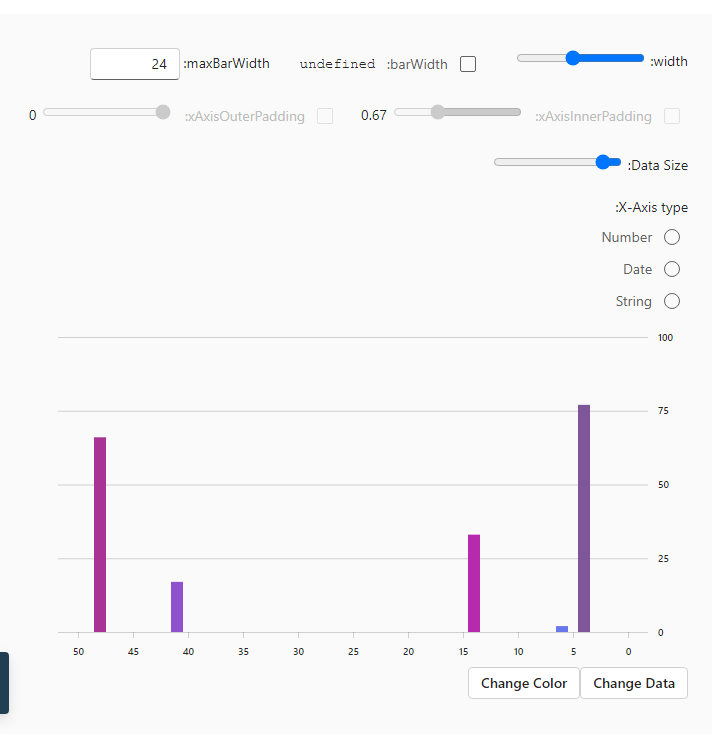 width:
barWidth: undefined
maxBarWidth: 24
xAxisInnerPadding: 0.67
xAxisOuterPadding: 0
Data Size:
X-Axis type:
Number
Date
String
100
75
50
25
0
50 45 40 35 30 25 20 15 10 5 0
Change Color Change Data